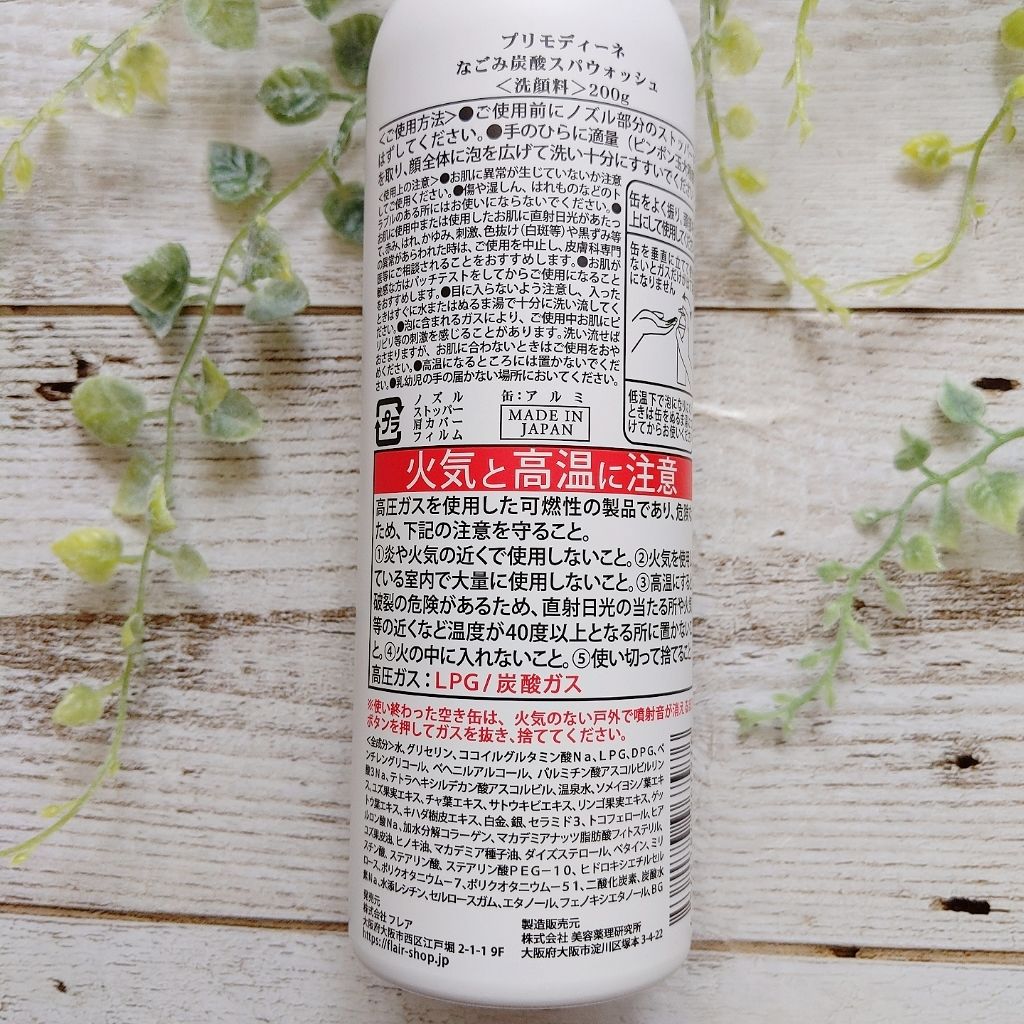 プリモディーネ
なごみ炭酸スパウォッシュ
<洗顔料>200g
<ご使用方法>●ご使用前にノズル部分のストッパー
はずしてください。●手のひらに適量(ピンポン玉大
を取り、顔全体に泡を広げて洗い十分にすすいでくださ
<使用上の注意>●お肌に異常が生じていないか注意
してご使用ください。●傷や湿しん、はれものなどのト
ラブルのある所にはお使いにならないでください。●
お肌に使用中または使用したお肌に直射日光があたっ
て、赤み、はれ、かゆみ、刺激、色抜け(白斑等)や黒ずみ等
の異常があらわれた時は、ご使用を中止し、皮膚科専門
医等にご相談されることをおすすめします。●お肌が
敏感な方はパッチテストをしてからご使用になること
をおすすめします。●目に入らないよう注意し、入った
ときはすぐに水またはぬるま湯で十分に洗い流してく
ださい。●泡に含まれるガスにより、ご使用中お肌にピ
リピリ等の刺激を感じることがあります。洗い流せば
おさまりますが、お肌に合わないときはご使用をおや
めください。●高温になるところには置かないでくだ
さい。●乳幼児の手の届かない場所においてください。
缶をよく振り、
上にして使用して
缶を垂直に立てて
ないとガスだけが
になりません
低温下で泡に
ときは缶をぬるま湯
けてからお使いくだ
プラ
ノズル
ストッパー
肩カバー
フィルム
缶:アルミ
MADE IN
JAPAN
火気と高温に注意
高圧ガスを使用した可燃性の製品であり、危険
ため、下記の注意を守ること。
①炎や火気の近くで使用しないこと。②火気を使用
ている室内で大量に使用しないこと。③高温にする
破裂の危険があるため、直射日光の当たる所や火気
等の近くなど温度が40度以上となる所に置かない
と。④火の中に入れないこと。⑤使い切って捨てること
高圧ガス:LPG/炭酸ガス
※使い終わった空き缶は、火気のない戸外で噴射音が消える
ボタンを押してガスを抜き、捨ててください。
<全成分>水、グリセリン、ココイルグルタミン酸Na、LPG、DPG、ペ
ンチレングリコール、ベヘニルアルコール、パルミチン酸アスコルビルリン
酸3Na、テトラヘキシルデカン酸アスコルビル、温泉水、ソメイヨシノ葉エキ
ス、ユズ果実エキス、チャ葉エキス、サトウキビエキス、リンゴ果実エキス、ゲッ
トウ葉エキス、キハダ樹皮エキス、白金、銀、セラミド3、トコフェロール、ヒア
ルロン酸Na、加水分解コラーゲン、マカデミアナッツ脂肪酸フィトステリル、
ユズ果皮油、ヒノキ油、マカデミア種子油、ダイズステロール、ベタイン、ミリ
スチン酸、ステアリン酸、ステアリン酸PEG-10、ヒドロキシエチルセル
ロース、ポリクオタニウム-7、ポリクオタニウム-51、二酸化炭素、炭酸水
素Na、水添レシチン、セルロースガム、エタノール、フェノキシエタノール、BG
発売元
株式会社 フレア
大阪府大阪市西区江戸堀 2-1-1 9F
https://flair-shop.jp
製造販売元
株式会社 美容薬理研究所
大阪府大阪市淀川区塚本 3-4-22